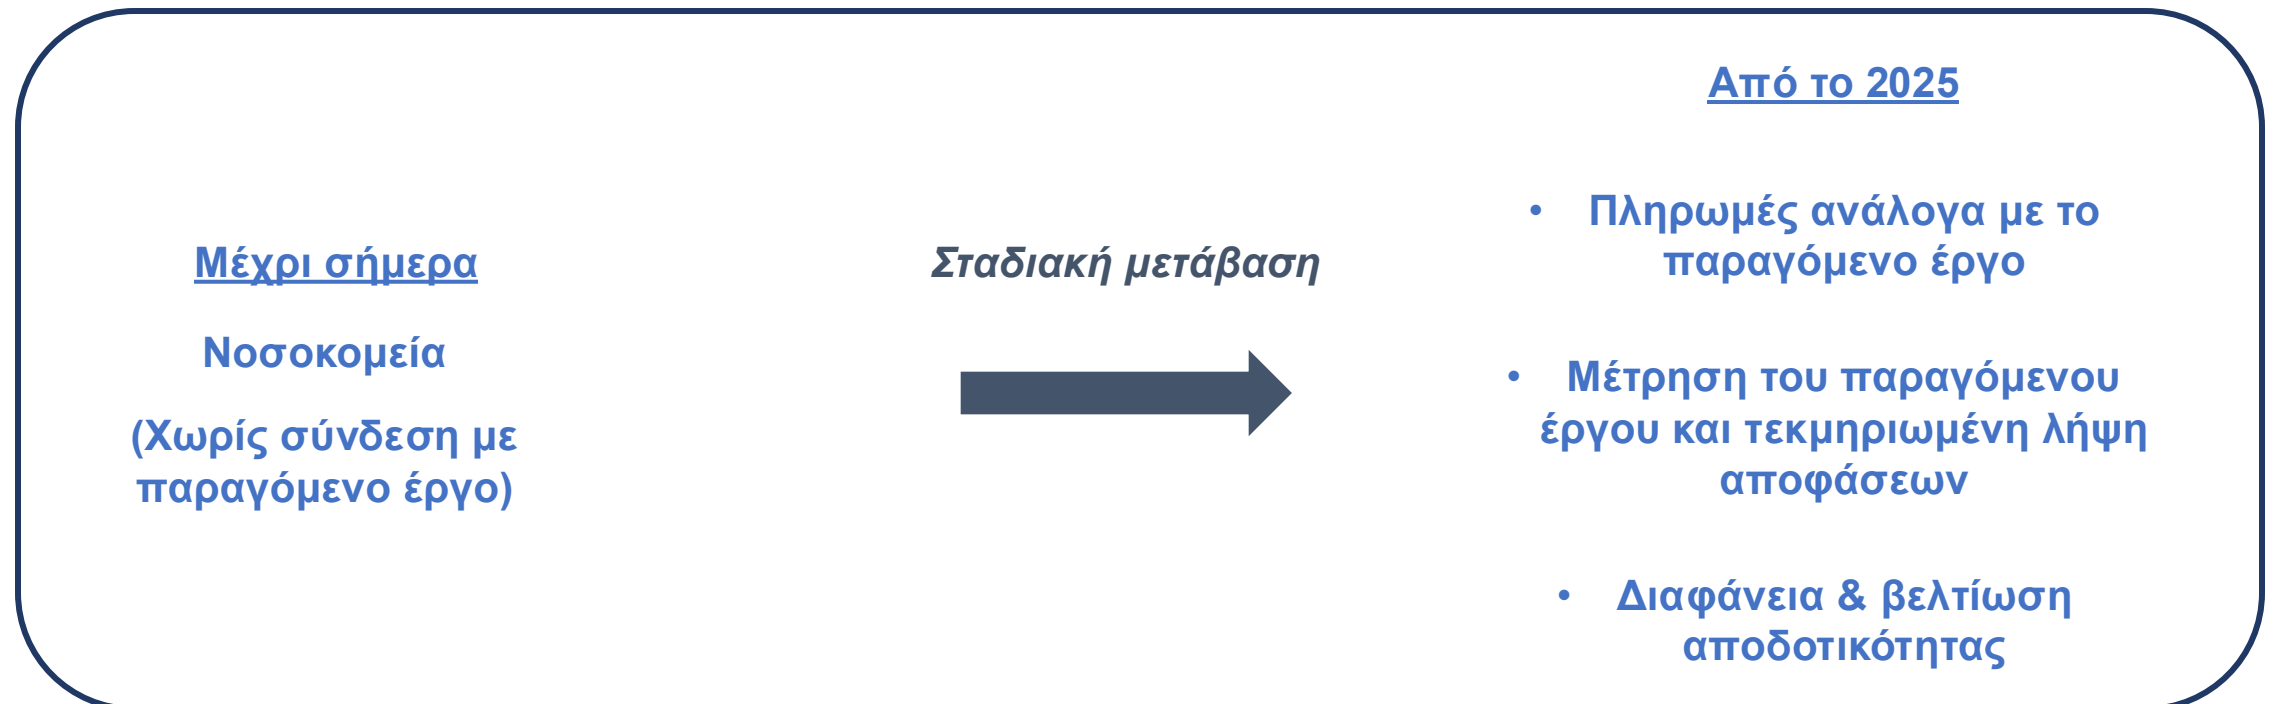 Μέχρι σήμερα
Νοσοκομεία
(Χωρίς σύνδεση με
παραγόμενο έργο)
Σταδιακή μετάβαση
Από το 2025
• Πληρωμές ανάλογα με το
παραγόμενο έργο
• Μέτρηση του παραγόμενου
έργου και τεκμηριωμένη λήψη
αποφάσεων
• Διαφάνεια & βελτίωση
αποδοτικότητας